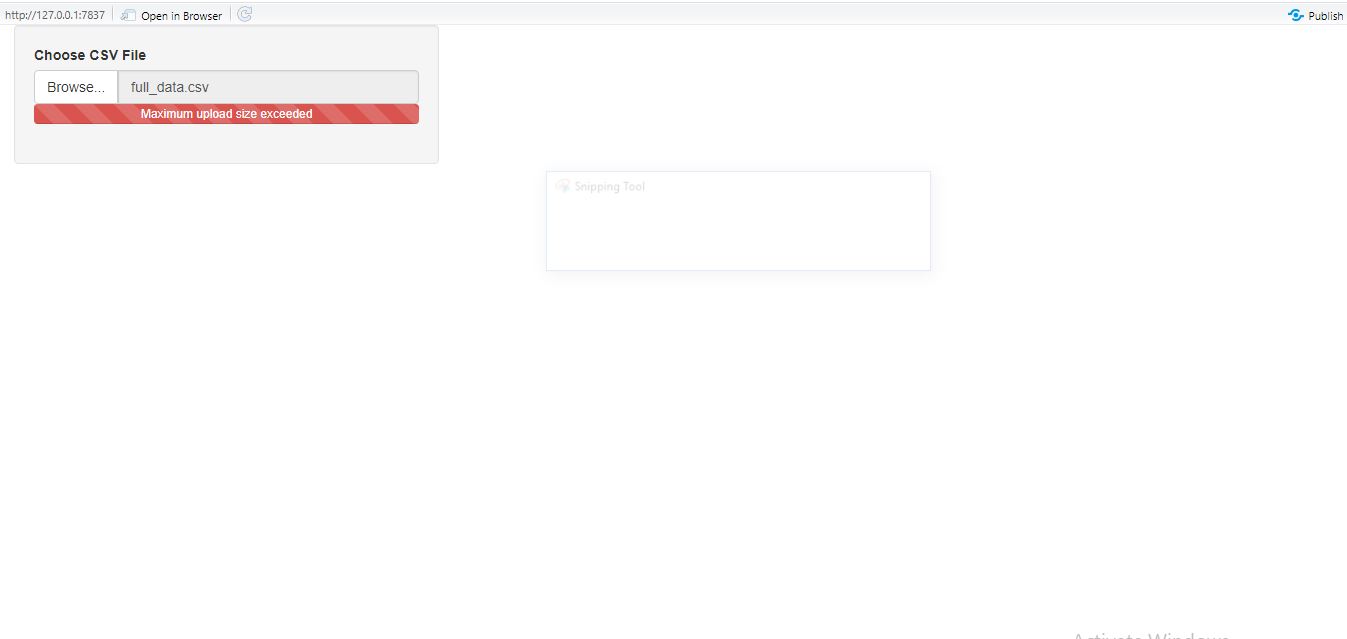 http://127.0.0.1:7837 Open in Browser Publish
Choose CSV File
Browse... full_data.csv
Maximum upload size exceeded
Snipping Tool
Activate Windows